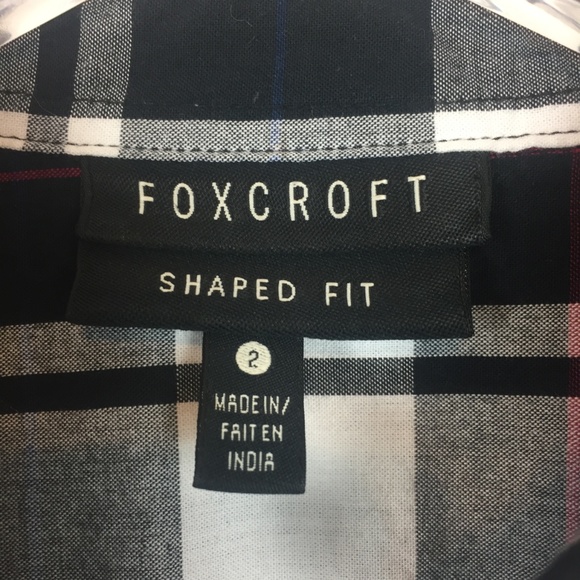 FOXCROFT
SHAPED FIT
2
MADE IN/
FAIT EN
INDIA